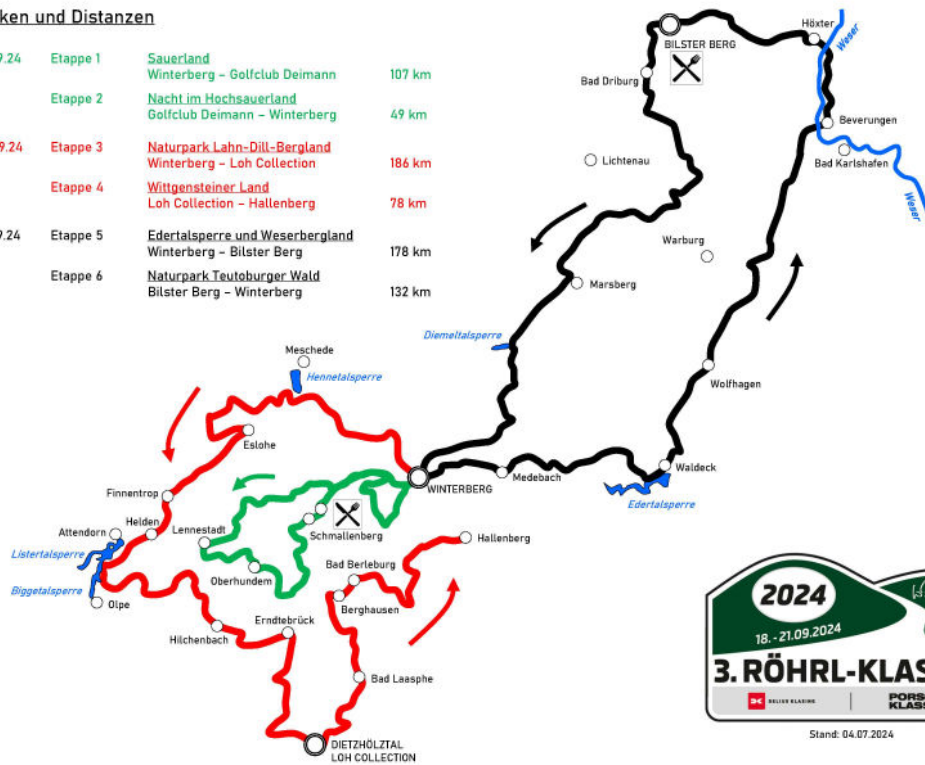 ken und Distanzen
9.24 Etappe 1 Sauerland
Winterberg – Golfclub Deimann 107 km
Etappe 2 Nacht im Hochsauerland
Golfclub Deimann – Winterberg 49 km
9.24 Etappe 3 Naturpark Lahn-Dill-Bergland
Winterberg – Loh Collection 186 km
Etappe 4 Wittgensteiner Land
Loh Collection – Hallenberg 78 km
9.24 Etappe 5 Edertalsperre und Weserbergland
Winterberg – Bilster Berg 178 km
Etappe 6 Naturpark Teutoburger Wald
Bilster Berg – Winterberg 132 km
Höxter
Weser
BILSTER BERG
Bad Driburg
Beverungen
Lichtenau
Bad Karlshafen
Weser
Warburg
Marsberg
Diemeltalsperre
Meschede
Hennetalsperre
Wolfhagen
Eslohe
Waldeck
Medebach
WINTERBERG
Edertalsperre
Finnentrop
Attendorn
Helden
Lennestadt
Schmallenberg
Hallenberg
Listertalsperre
Oberhundem
Bad Berleburg
Biggetalsperre
Olpe
Berghausen
Erndtebrück
Hilchenbach
Bad Laasphe
DIETZHÖLZTAL
LOH COLLECTION
2024
18. - 21.09.2024
3. RÖHRL-KLAS
DELIUS KLASING
PORS
KLASS
Stand: 04.07.2024